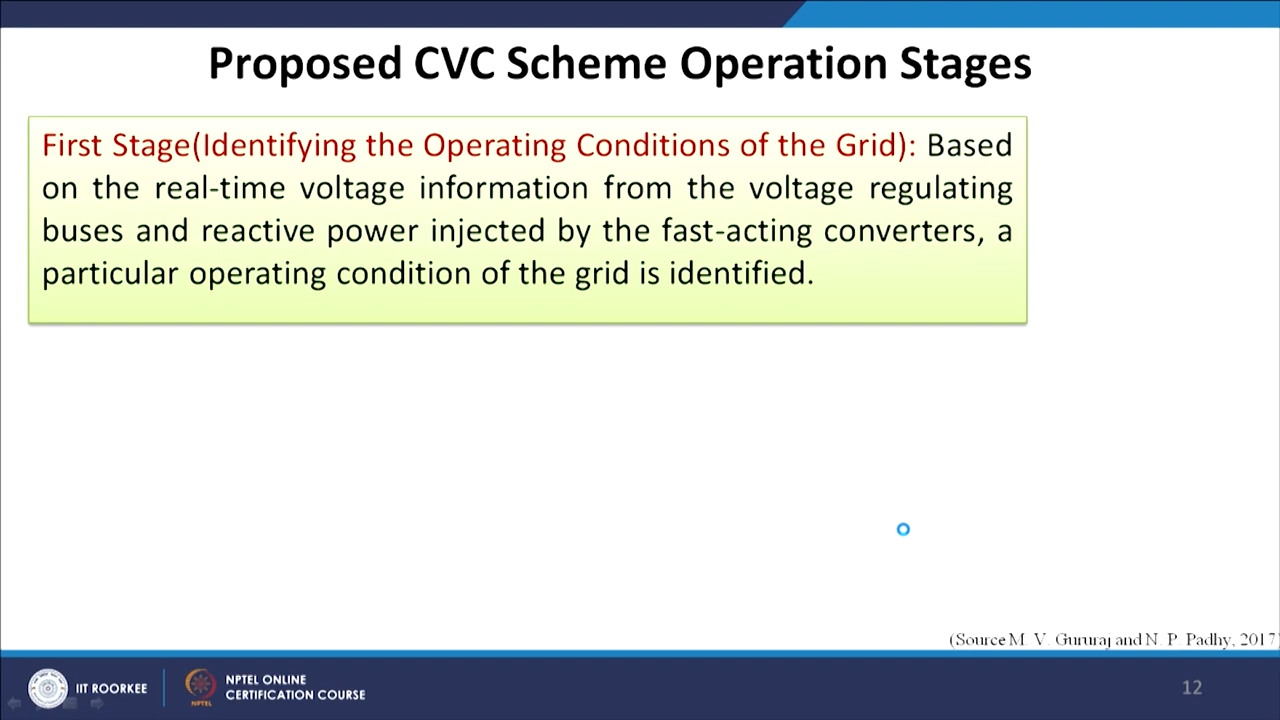 Proposed CVC Scheme Operation Stages
First Stage(Identifying the Operating Conditions of the Grid): Based
on the real-time voltage information from the voltage regulating
buses and reactive power injected by the fast-acting converters, a
particular operating condition of the grid is identified.
(Source M. V. Gururaj and N. P. Padhy, 2017)
IIT ROORKEE
NPTEL
NPTEL ONLINE
CERTIFICATION COURSE
12